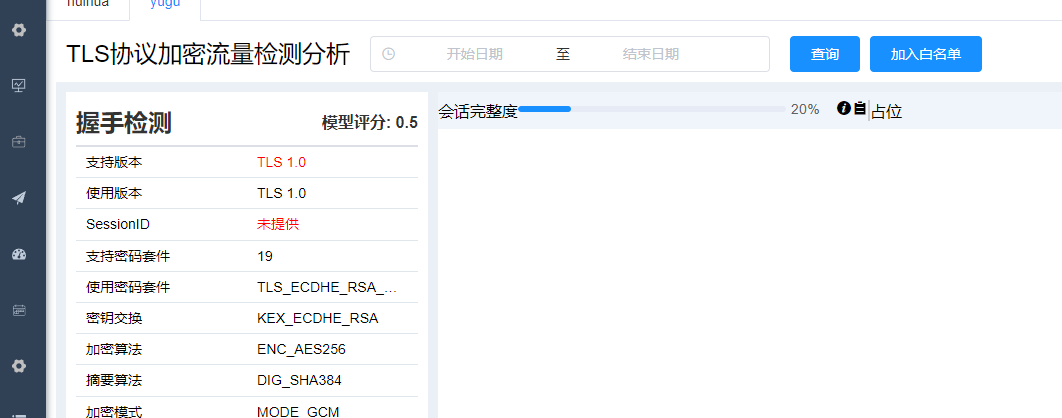 huihua yugu
TLS协议加密流量检测分析 开始日期 至 结束日期 查询 加入白名单
握手检测 模型评分: 0.5
会话完整度 20% 占位
支持版本 TLS 1.0
使用版本 TLS 1.0
SessionID 未提供
支持密码套件 19
使用密码套件 TLS_ECDHE_RSA_...
密钥交换 KEX_ECDHE_RSA
加密算法 ENC_AES256
摘要算法 DIG_SHA384
加密模式 MODE_GCM